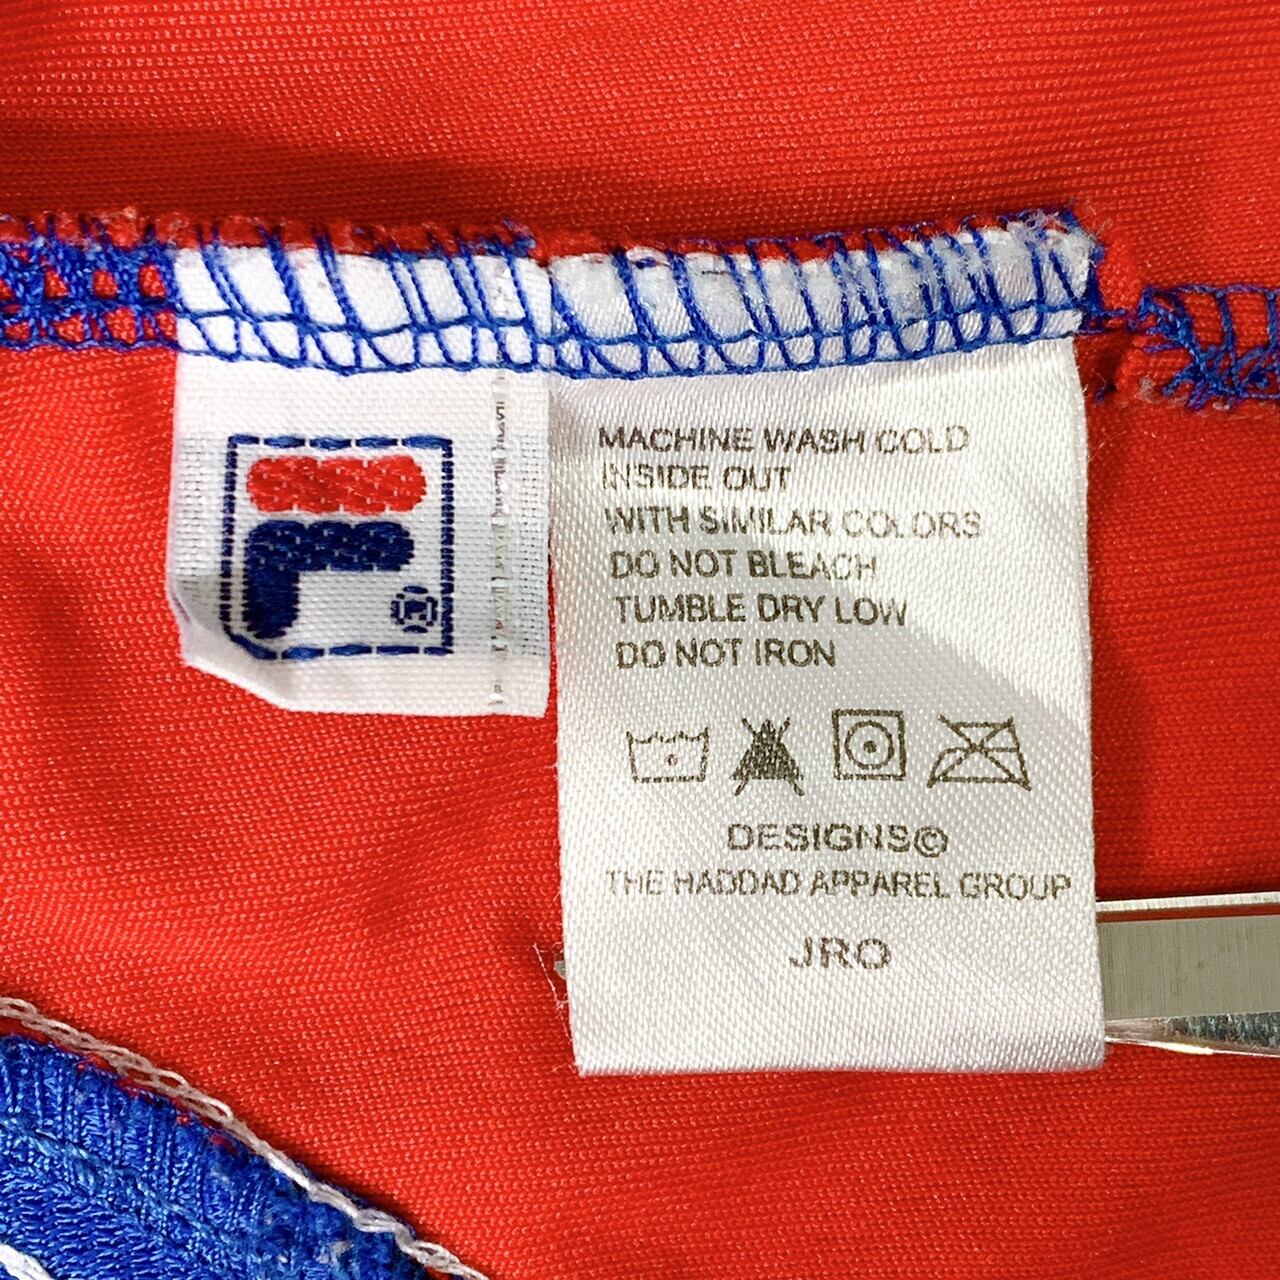 MACHINE WASH COLD
INSIDE OUT
WITH SIMILAR COLORS
DO NOT BLEACH
TUMBLE DRY LOW
DO NOT IRON
DESIGNS©
THE HADDAD APPAREL GROUP
JRO